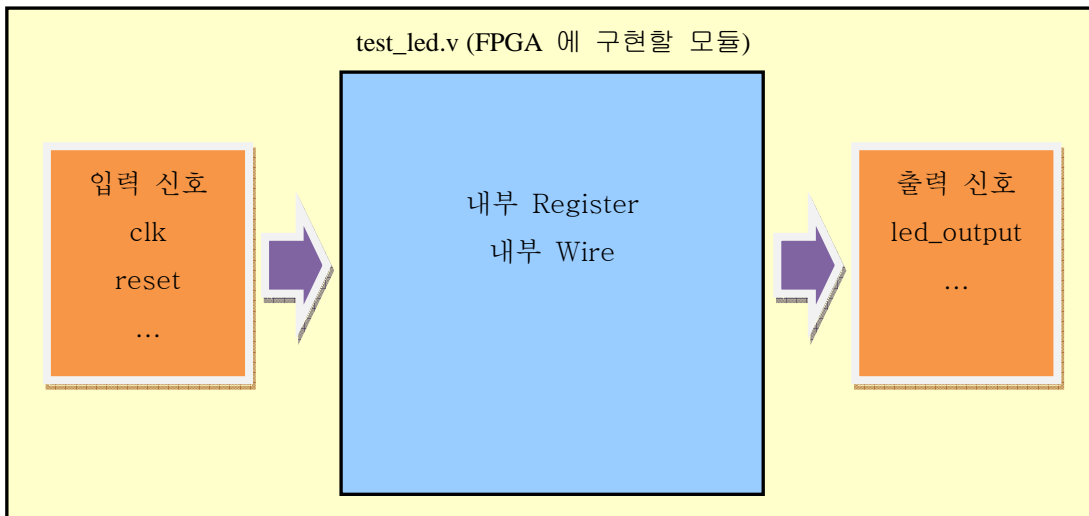 test_led.v (FPGA 에 구현할 모듈)
입력 신호
clk
reset
...
내부 Register
내부 Wire
출력 신호
led_output
...